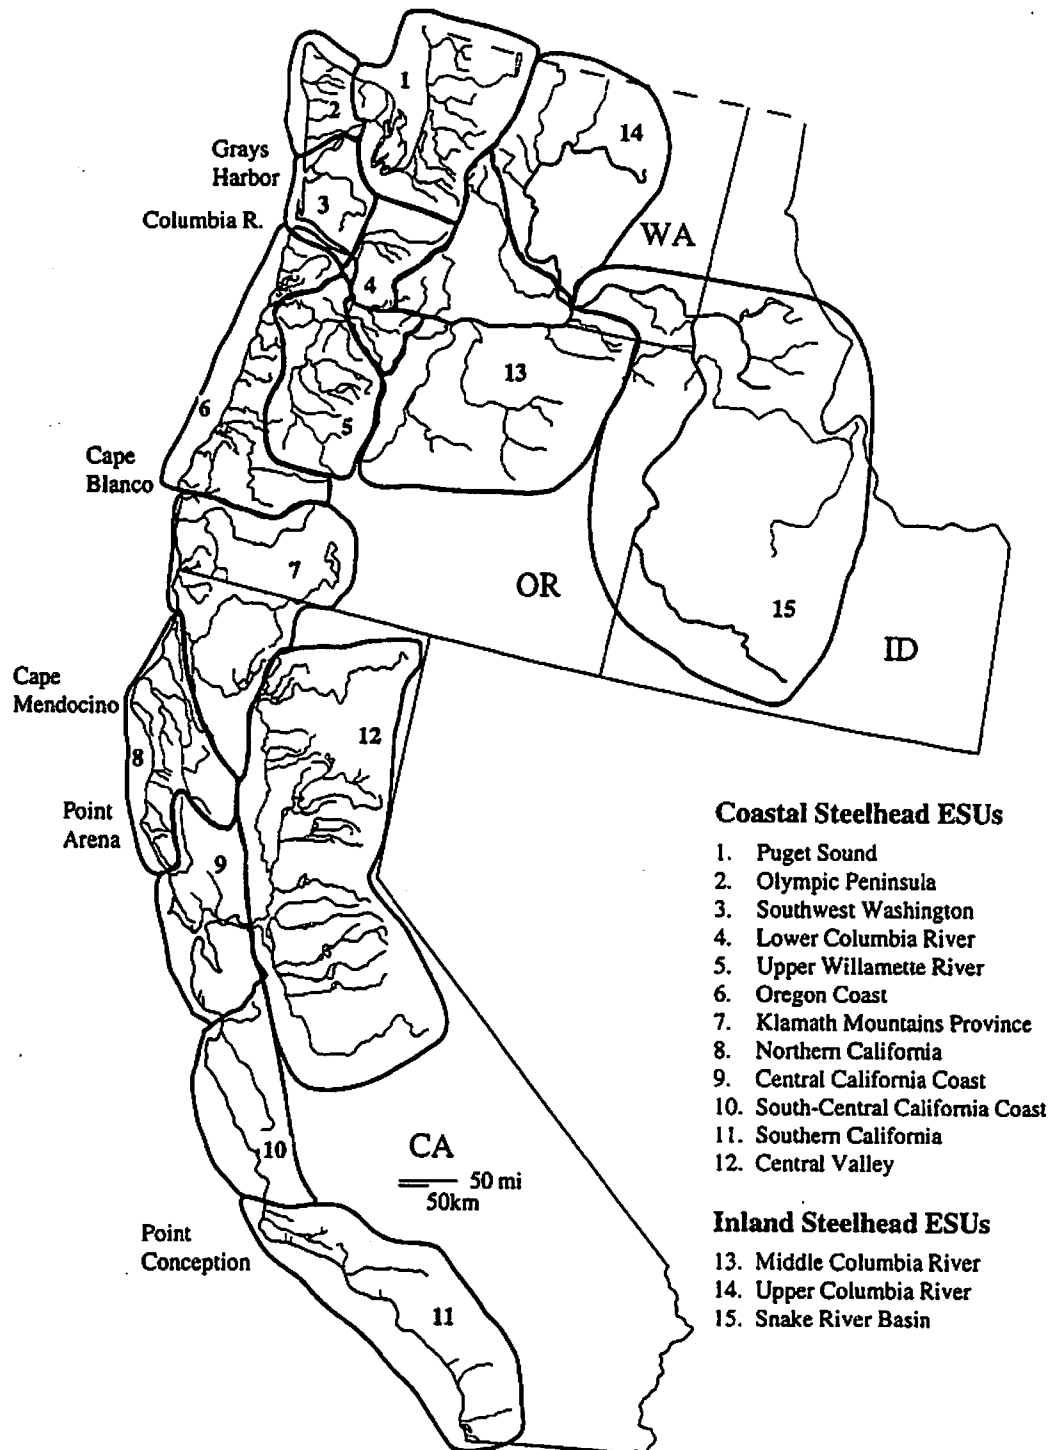 1
2
14
Grays
Harbor
3
Columbia R.
WA
4
13
6
5
Cape
Blanco
7
OR
15
ID
Cape
Mendocino
12
8
Point
Arena
9
10
CA
50 mi
50km
Point
Conception
11
Coastal Steelhead ESUs
1. Puget Sound
2. Olympic Peninsula
3. Southwest Washington
4. Lower Columbia River
5. Upper Willamette River
6. Oregon Coast
7. Klamath Mountains Province
8. Northern California
9. Central California Coast
10. South-Central California Coast
11. Southern California
12. Central Valley
Inland Steelhead ESUs
13. Middle Columbia River
14. Upper Columbia River
15. Snake River Basin